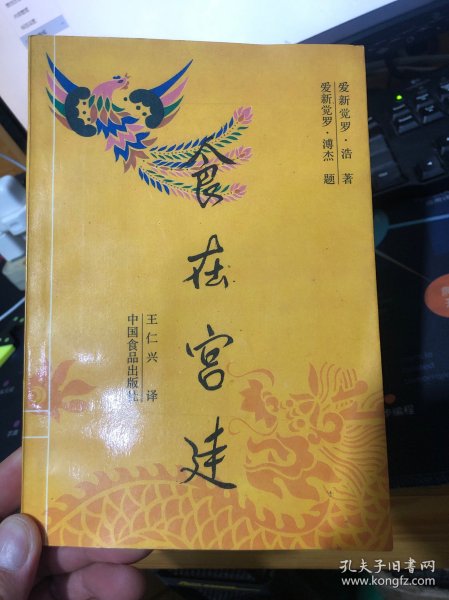 爱新觉罗·浩 著
爱新觉罗·溥杰 题
食在宫廷
王仁兴 译
中国食品出版社
孔夫子旧书网
www.kongfz.com